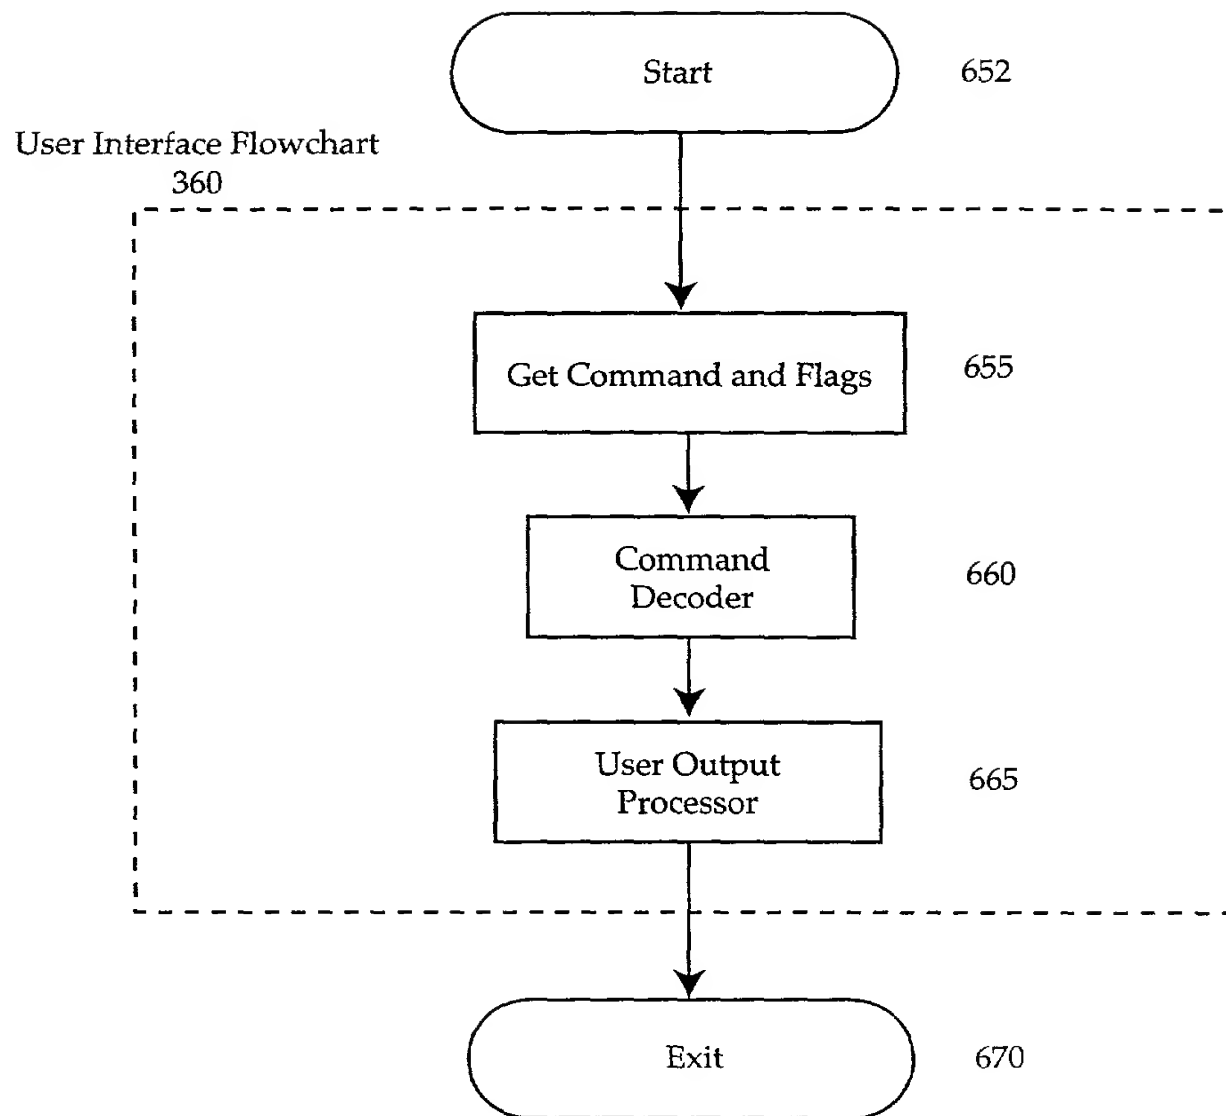 Start
652
User Interface Flowchart
360
Get Command and Flags
655
Command
Decoder
660
User Output
Processor
665
Exit
670